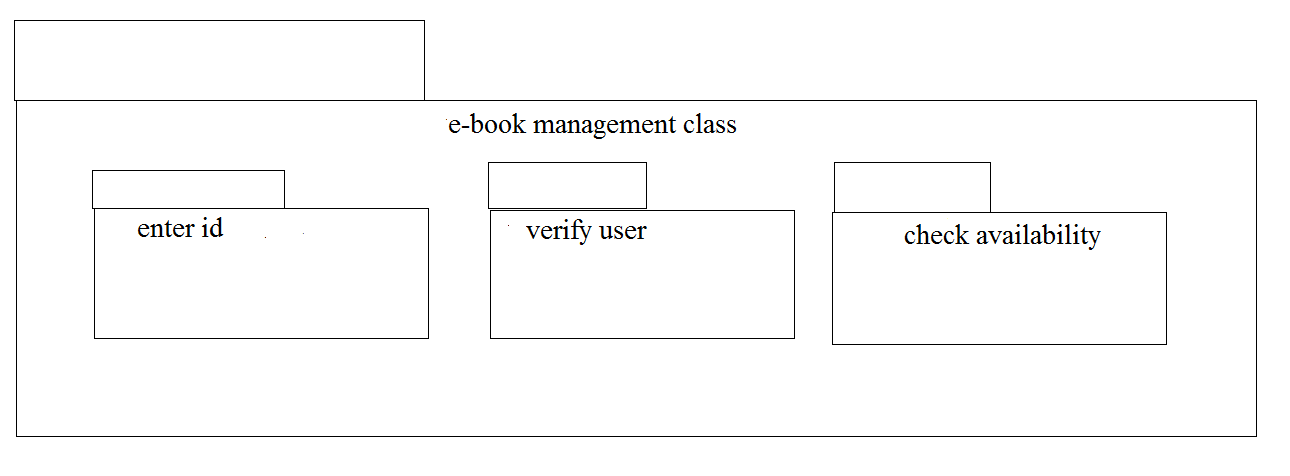 e-book management class
enter id
verify user
check availability